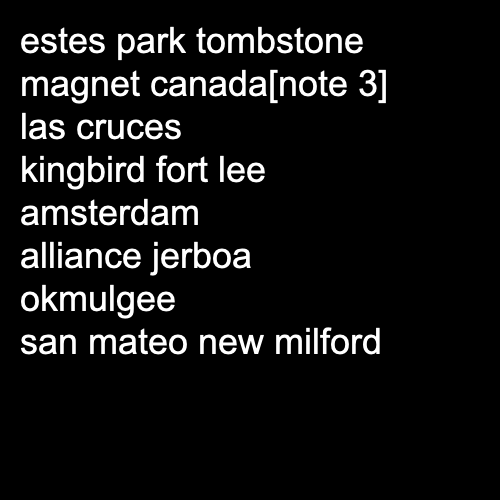 estes park tombstone
magnet canada[note 3]
las cruces
kingbird fort lee
amsterdam
alliance jerboa
okmulgee
san mateo new milford